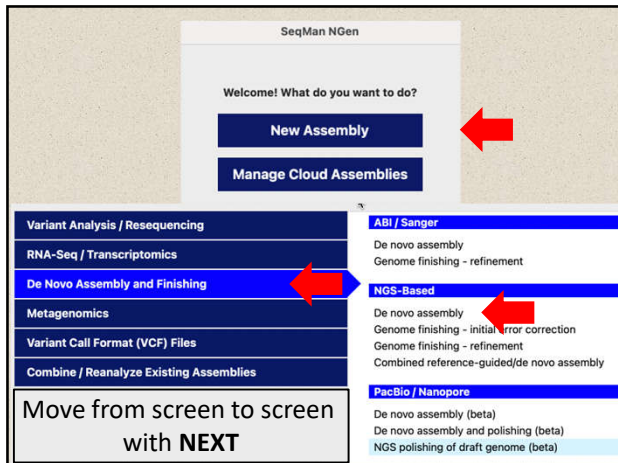 SeqMan NGen
Welcome! What do you want to do?
New Assembly
Manage Cloud Assemblies
Variant Analysis / Resequencing
RNA-Seq / Transcriptomics
De Novo Assembly and Finishing
Metagenomics
Variant Call Format (VCF) Files
Combine / Reanalyze Existing Assemblies
Move from screen to screen
with NEXT
ABI / Sanger
De novo assembly
Genome finishing - refinement
NGS-Based
De novo assembly
Genome finishing - initial error correction
Genome finishing - refinement
Combined reference-guided/de novo assembly
PacBio / Nanopore
De novo assembly (beta)
De novo assembly and polishing (beta)
NGS polishing of draft genome (beta)